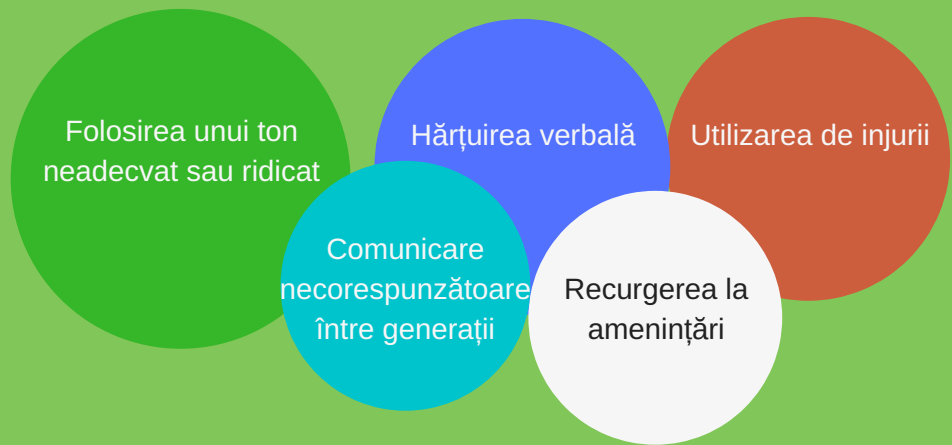 Folosirea unui ton
neadecvat sau ridicat
Hărțuirea verbală
Utilizarea de injurii
Comunicare
necorespunzătoare
între generații
Recurgerea la
amenințări